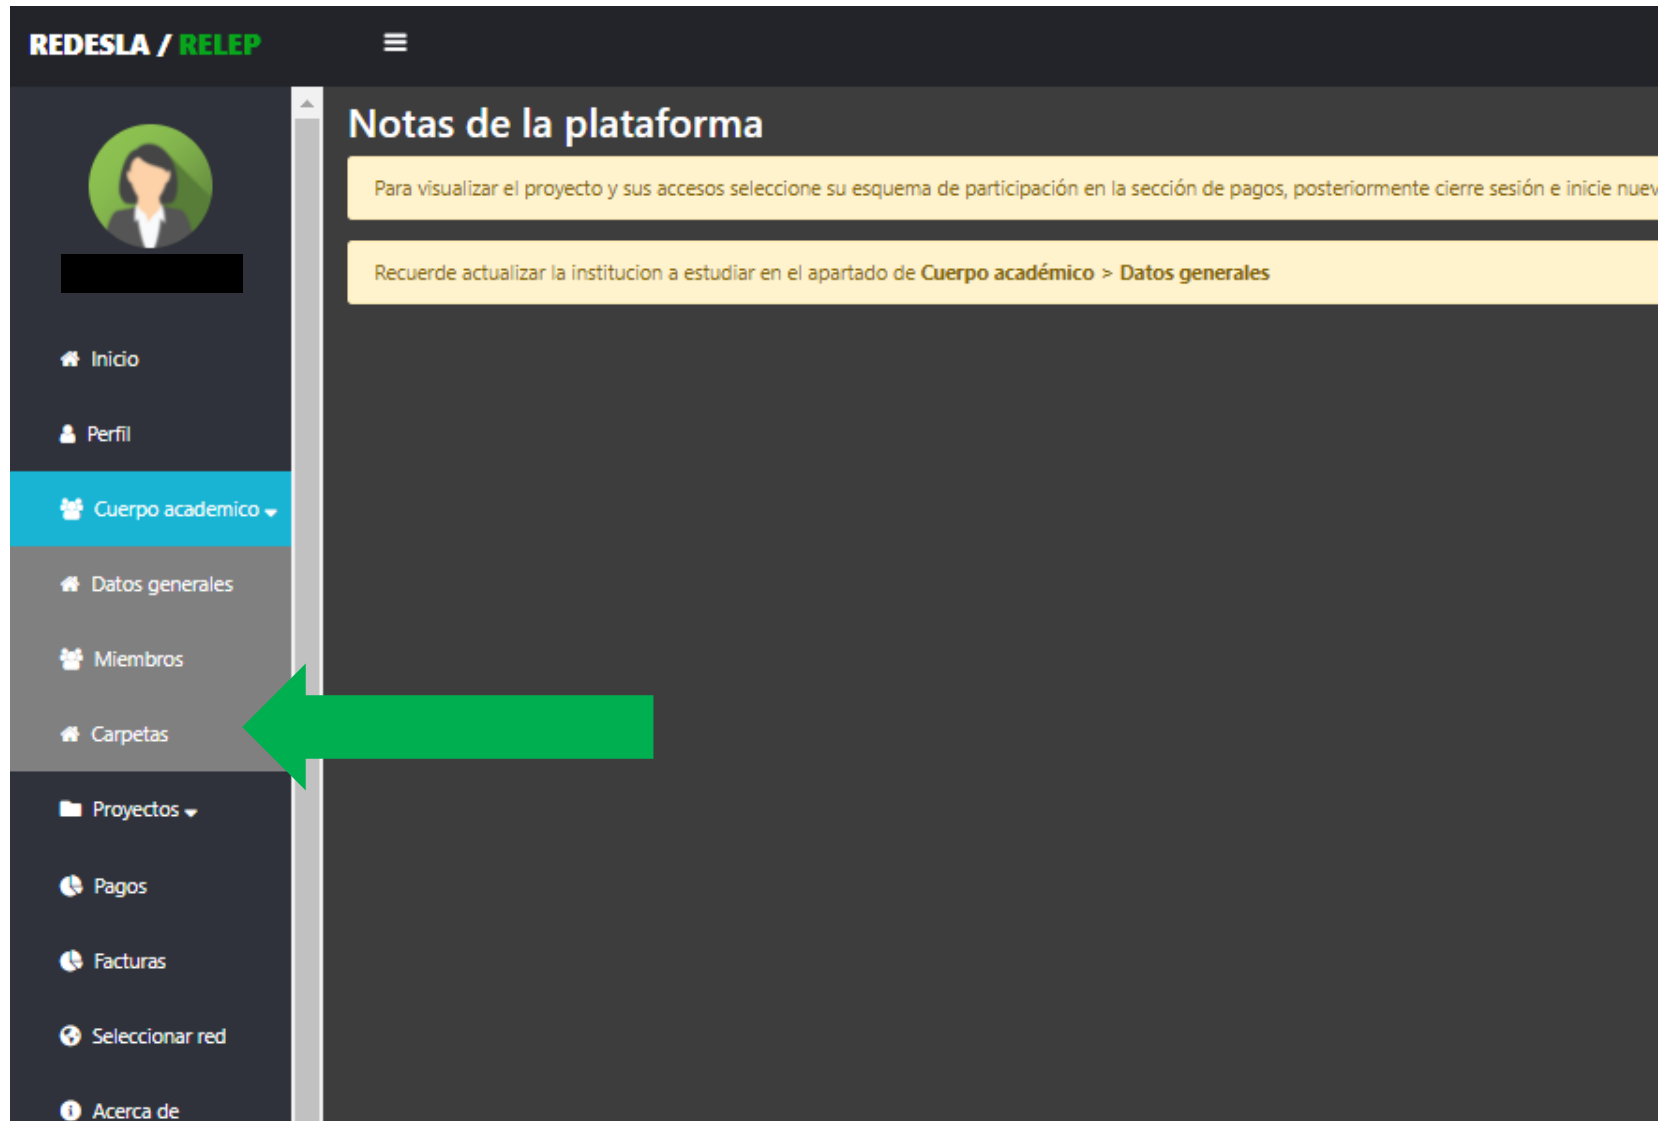 REDESLA / RELEP
Notas de la plataforma
Para visualizar el proyecto y sus accesos seleccione su esquema de participación en la sección de pagos, posteriormente cierre sesión e inicie
Recuerde actualizar la institucion a estudiar en el apartado de Cuerpo académico > Datos generales
Inicio
Perfil
Cuerpo academico
Datos generales
Miembros
Carpetas
Proyectos
Pagos
Facturas
Seleccionar red
Acerca de